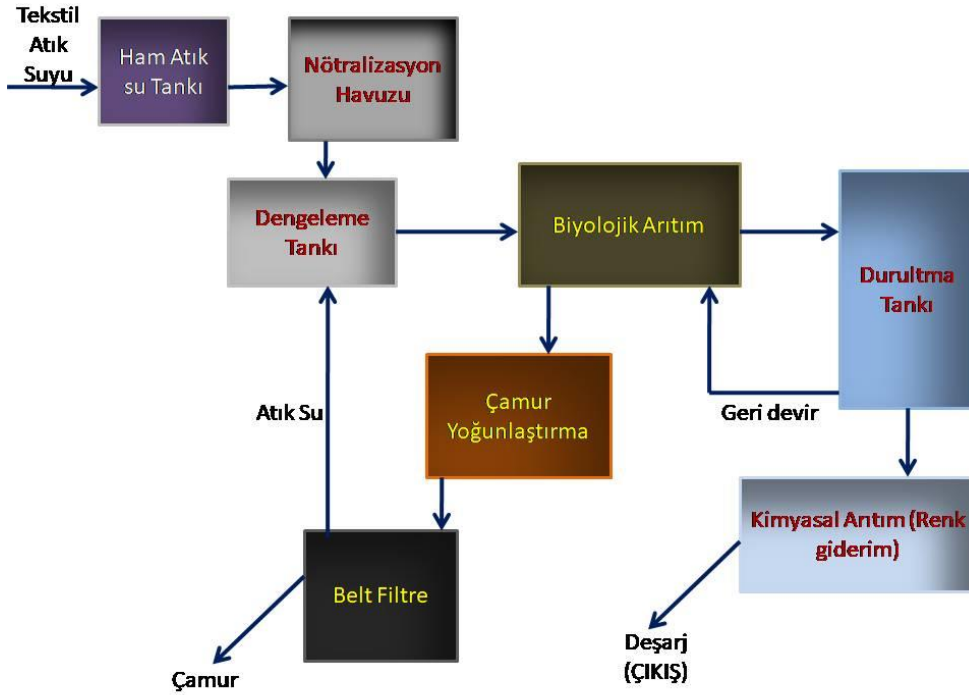 Tekstil
Atık
Suyu
Ham Atık
su Tankı
Nötralizasyon
Havuzu
Dengeleme
Tankı
Biyolojik Arıtım
Durultma
Tankı
Çamur
Yoğunlaştırma
Atık Su
Geri devir
Kimyasal Arıtım (Renk
giderim)
Belt Filtre
Deşarj
(ÇIKIŞ)
Çamur